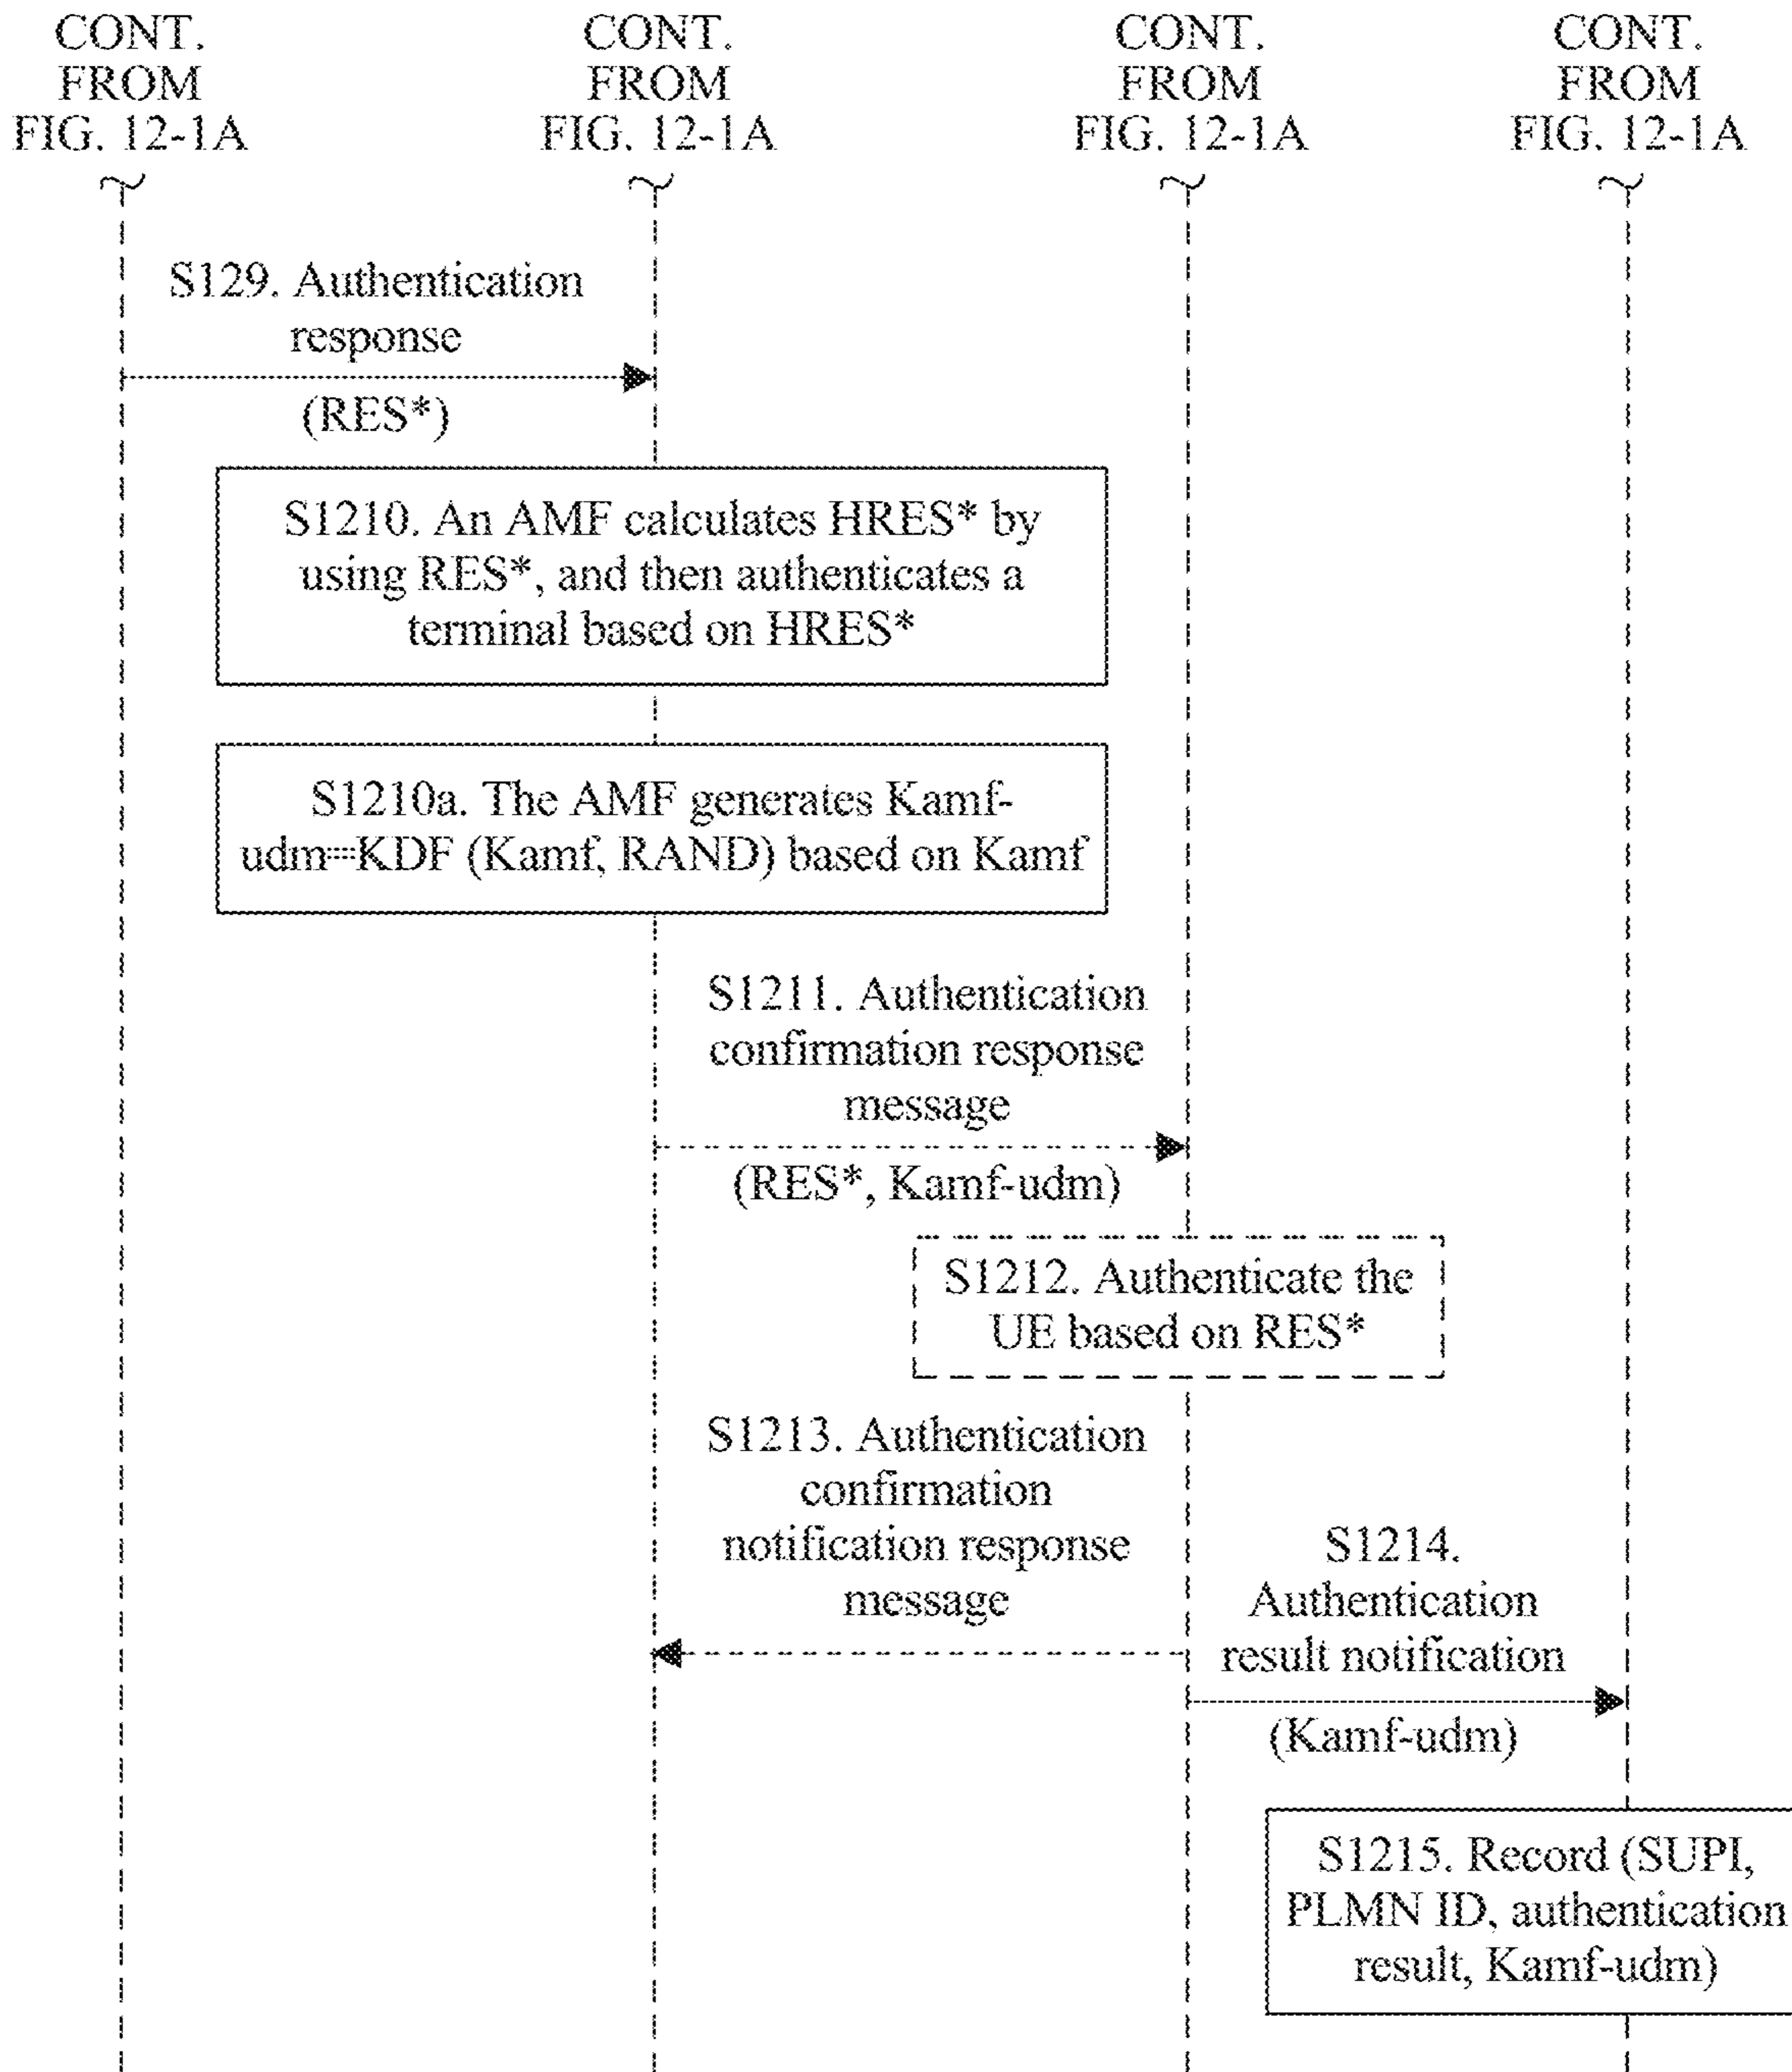 CONT.
FROM
FIG. 12-1A
CONT.
FROM
FIG. 12-1A
CONT.
FROM
FIG. 12-1A
CONT.
FROM
FIG. 12-1A
S129. Authentication
response
(RES*)
S1210. An AMF calculates HRES* by
using RES*, and then authenticates a
terminal based on HRES*
S1210a. The AMF generates Kamf-
udm=KDF (Kamf, RAND) based on Kamf
S1211. Authentication
confirmation response
message
(RES*, Kamf-udm)
S1212. Authenticate the
UE based on RES*
S1213. Authentication
confirmation
notification response
message
S1214.
Authentication
result notification
(Kamf-udm)
S1215. Record (SUPI,
PLMN ID, authentication
result, Kamf-udm)